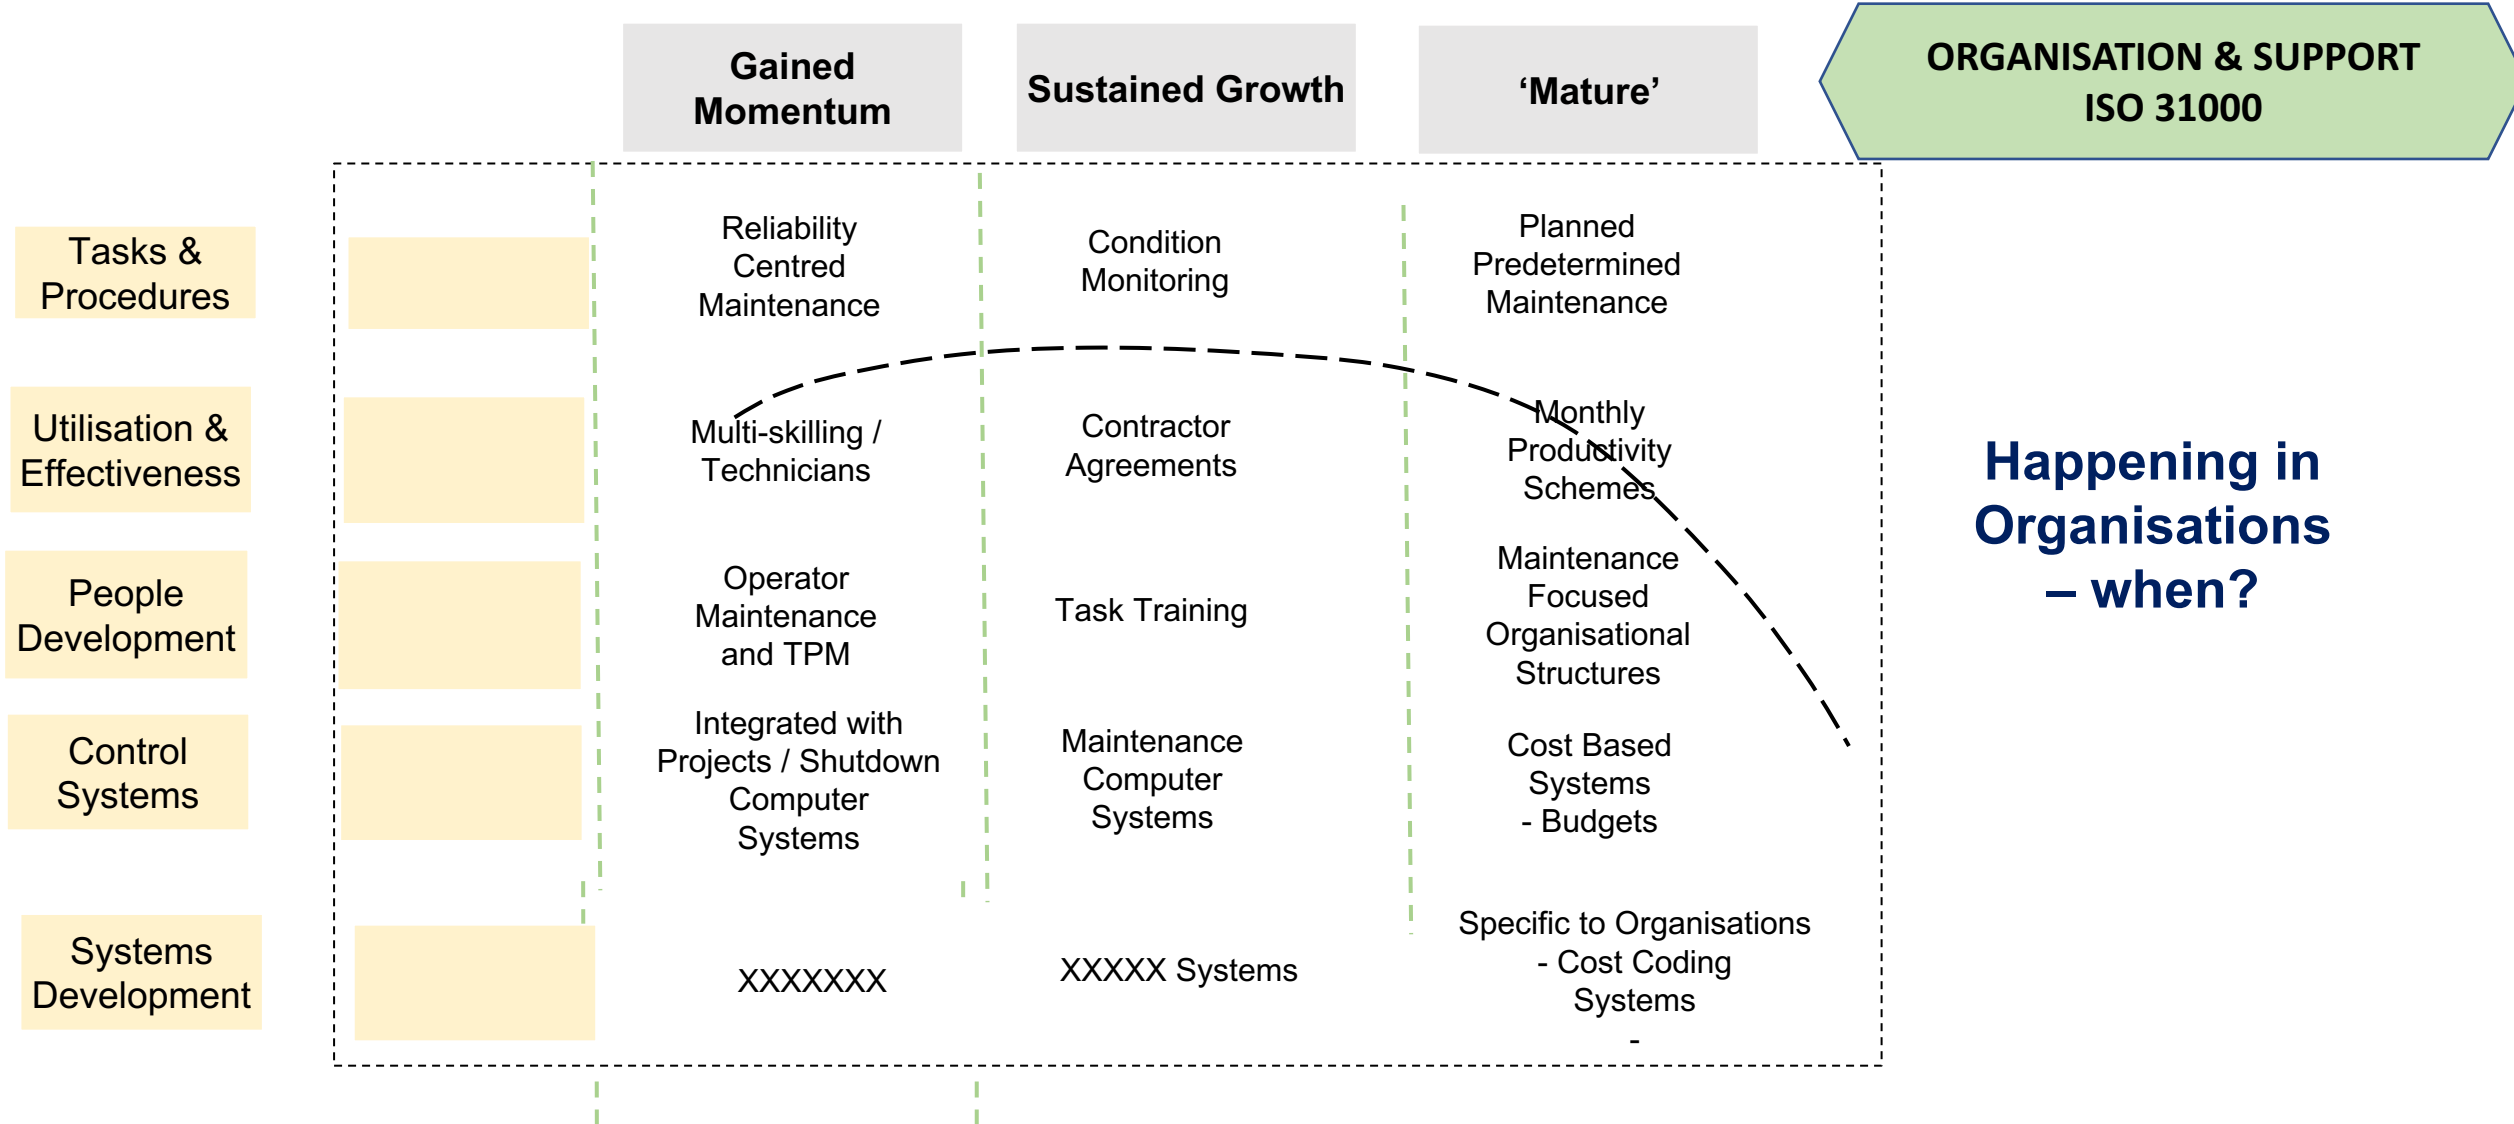 Gained
Momentum
Sustained Growth
‘Mature’
ORGANISATION & SUPPORT
ISO 31000
Tasks &
Procedures
Reliability
Centred
Maintenance
Condition
Monitoring
Planned
Predetermined
Maintenance
Utilisation &
Effectiveness
Multi-skilling /
Technicians
Contractor
Agreements
Monthly
Productivity
Schemes
People
Development
Operator
Maintenance
and TPM
Task Training
Maintenance
Focused
Organisational
Structures
Control
Systems
Integrated with
Projects / Shutdown
Computer
Systems
Maintenance
Computer
Systems
Cost Based
Systems
- Budgets
Systems
Development
XXXXXXX
XXXXX Systems
Specific to Organisations
- Cost Coding
Systems
-
Happening in
Organisations
– when?